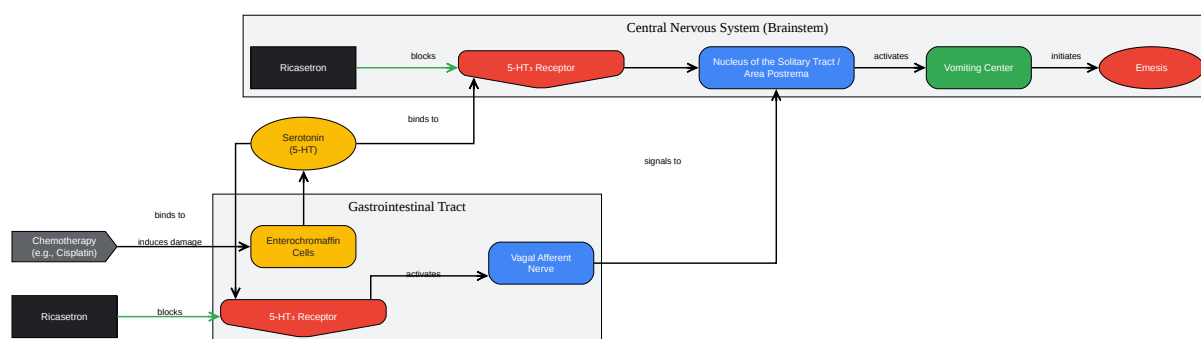 Central Nervous System (Brainstem)
Ricasetron
blocks
5-HT₃ Receptor
Nucleus of the Solitary Tract /
Area Postrema
activates
Vomiting Center
initiates
Emesis
binds to
Serotonin
(5-HT)
signals to
Gastrointestinal Tract
binds to
Chemotherapy
(e.g., Cisplatin)
induces damage
Enterochromaffin
Cells
Vagal Afferent
Nerve
activates
Ricasetron
blocks
5-HT₃ Receptor